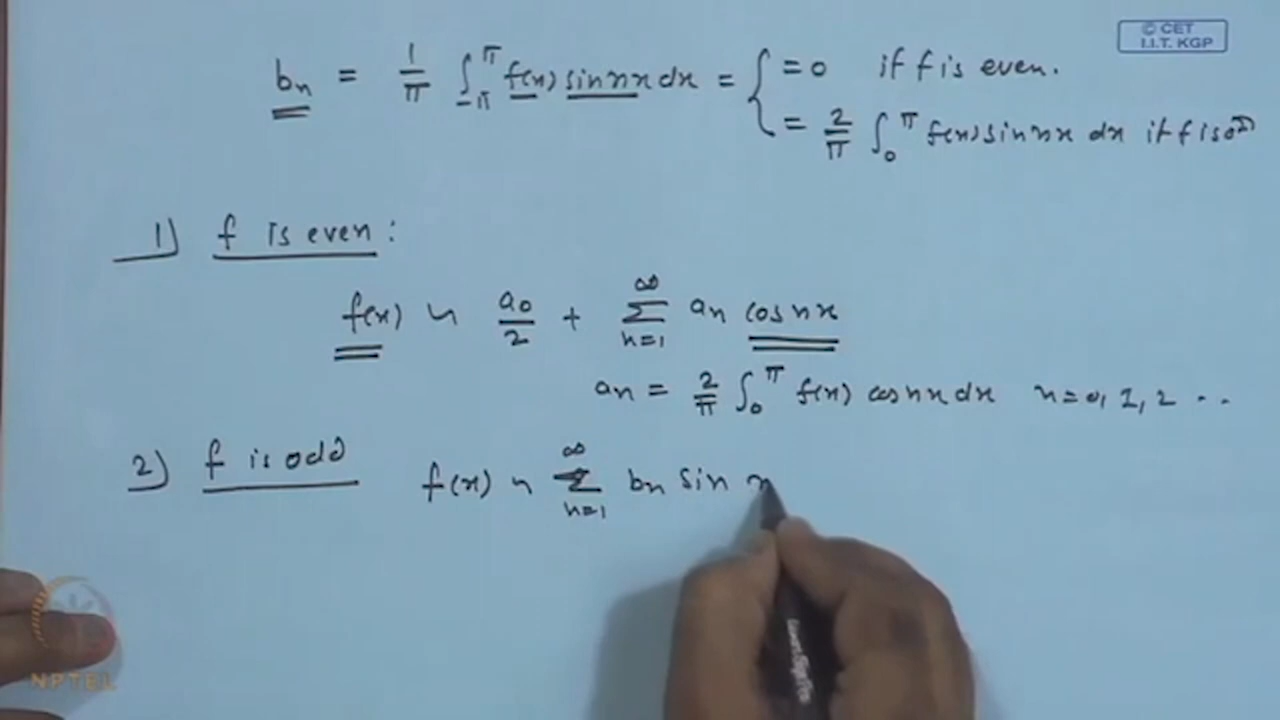 © CET
I.I.T. KGP
bn = 1/π ∫_{-π}^{π} f(x) sin nx dx = { = 0 if f is even.
= 2/π ∫_0^π f(x) sin nx dx if f is odd
1) f is even:
f(x) ~ a0/2 + ∑_{n=1}^{∞} an cos nx
an = 2/π ∫_0^π f(x) cos nx dx n=0, 1, 2 ..
2) f is odd f(x) ~ ∑_{n=1}^{∞} bn sin n
NPTEL